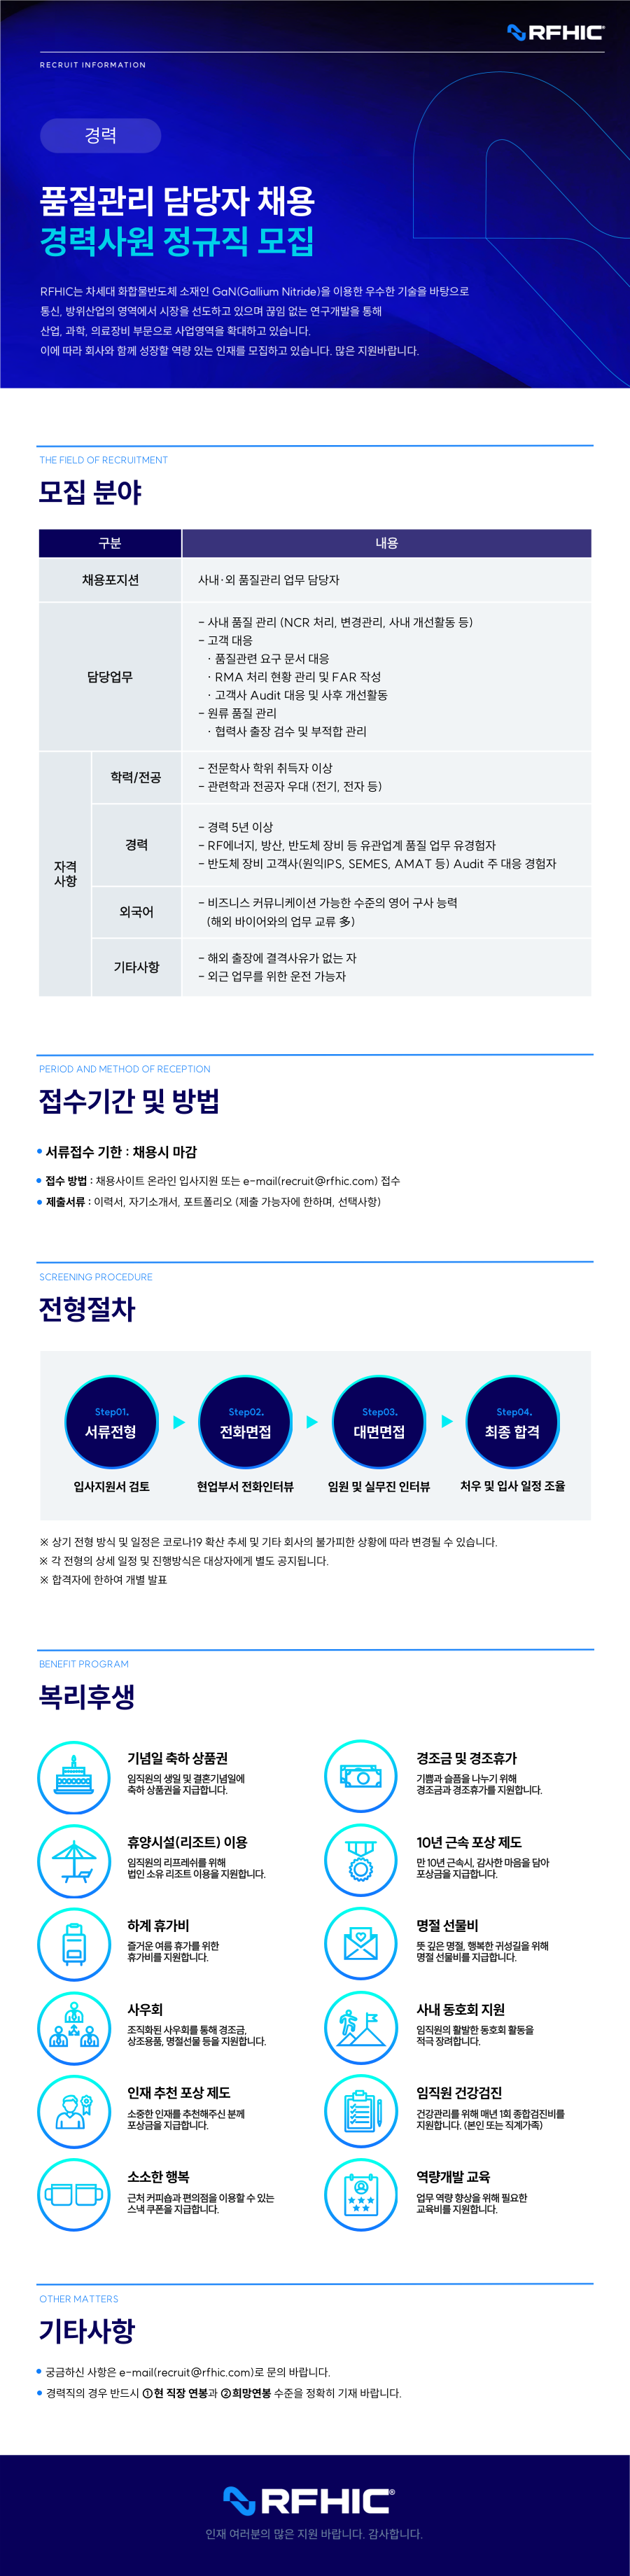 RFHIC®
RECRUIT INFORMATION
경력
품질관리 담당자 채용
경력사원 정규직 모집
RFHIC는 차세대 화합물반도체 소재인 GaN(Gallium Nitride)을 이용한 우수한 기술을 바탕으로
통신, 방위산업의 영역에서 시장을 선도하고 있으며 끊임 없는 연구개발을 통해
산업, 과학, 의료장비 부문으로 사업영역을 확대하고 있습니다.
이에 따라 회사와 함께 성장할 역량 있는 인재를 모집하고 있습니다. 많은 지원바랍니다.
THE FIELD OF RECRUITMENT
모집 분야
구분 내용
채용포지션 사내·외 품질관리 업무 담당자
담당업무
- 사내 품질 관리 (NCR 처리, 변경관리, 사내 개선활동 등)
- 고객 대응
· 품질관련 요구 문서 대응
· RMA 처리 현황 관리 및 FAR 작성
· 고객사 Audit 대응 및 사후 개선활동
- 원류 품질 관리
· 협력사 출장 검수 및 부적합 관리
자격
사항
학력/전공
- 전문학사 학위 취득자 이상
- 관련학과 전공자 우대 (전기, 전자 등)
경력
- 경력 5년 이상
- RF에너지, 방산, 반도체 장비 등 유관업계 품질 업무 유경험자
- 반도체 장비 고객사(원익IPS, SEMES, AMAT 등) Audit 주 대응 경험자
외국어
- 비즈니스 커뮤니케이션 가능한 수준의 영어 구사 능력
(해외 바이어와의 업무 교류 多)
기타사항
- 해외 출장에 결격사유가 없는 자
- 외근 업무를 위한 운전 가능자
PERIOD AND METHOD OF RECEPTION
접수기간 및 방법
• 서류접수 기한 : 채용시 마감
• 접수 방법 : 채용사이트 온라인 입사지원 또는 e-mail(recruit@rfhic.com) 접수
• 제출서류 : 이력서, 자기소개서, 포트폴리오 (제출 가능자에 한하며, 선택사항)
SCREENING PROCEDURE
전형절차
Step01. Step02. Step03. Step04.
서류전형 전화면접 대면면접 최종 합격
입사지원서 검토 현업부서 전화인터뷰 임원 및 실무진 인터뷰 처우 및 입사 일정 조율
※ 상기 전형 방식 및 일정은 코로나19 확산 추세 및 기타 회사의 불가피한 상황에 따라 변경될 수 있습니다.
※ 각 전형의 상세 일정 및 진행방식은 대상자에게 별도 공지됩니다.
※ 합격자에 한하여 개별 발표
BENEFIT PROGRAM
복리후생
기념일 축하 상품권
임직원의 생일 및 결혼기념일에
축하 상품권을 지급합니다.
경조금 및 경조휴가
기쁨과 슬픔을 나누기 위해
경조금과 경조휴가를 지원합니다.
휴양시설(리조트) 이용
임직원의 리프레쉬를 위해
법인 소유 리조트 이용을 지원합니다.
10년 근속 포상 제도
만 10년 근속시, 감사한 마음을 담아
포상금을 지급합니다.
하계 휴가비
즐거운 여름 휴가를 위한
휴가비를 지원합니다.
명절 선물비
뜻 깊은 명절, 행복한 귀성길을 위해
명절 선물비를 지급합니다.
사우회
조직화된 사우회를 통해 경조금,
상조용품, 명절선물 등을 지원합니다.
사내 동호회 지원
임직원의 활발한 동호회 활동을
적극 장려합니다.
인재 추천 포상 제도
소중한 인재를 추천해주신 분께
포상금을 지급합니다.
임직원 건강검진
건강관리를 위해 매년 1회 종합검진비를
지원합니다. (본인 또는 직계가족)
소소한 행복
근처 커피숍과 편의점을 이용할 수 있는
스낵 쿠폰을 지급합니다.
역량개발 교육
업무 역량 향상을 위해 필요한
교육비를 지원합니다.
OTHER MATTERS
기타사항
• 궁금하신 사항은 e-mail(recruit@rfhic.com)로 문의 바랍니다.
• 경력직의 경우 반드시 ①현 직장 연봉과 ②희망연봉 수준을 정확히 기재 바랍니다.
RFHIC®
인재 여러분의 많은 지원 바랍니다. 감사합니다.